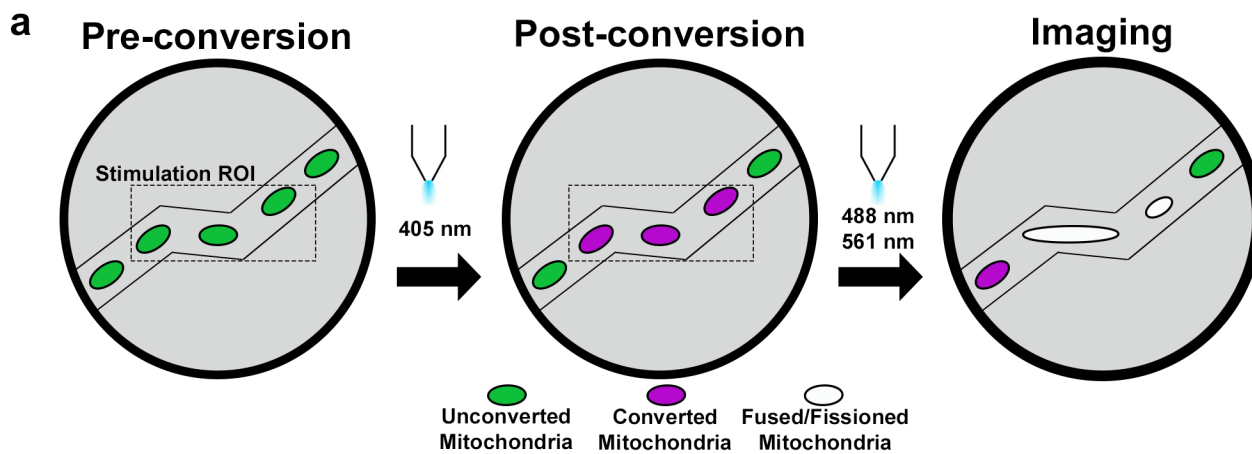 a
Pre-conversion
Post-conversion
Imaging
Stimulation ROI
405 nm
488 nm
561 nm
Unconverted
Mitochondria
Converted
Mitochondria
Fused/Fissioned
Mitochondria